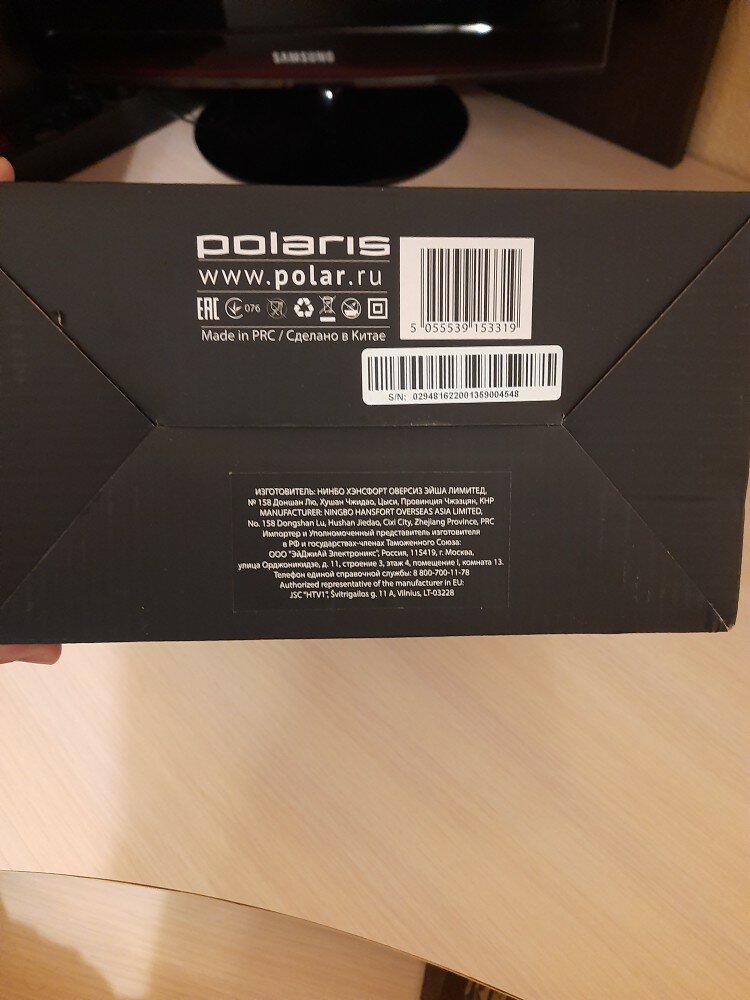 SAMSUNG
polaris
www.polar.ru
EAC 076
Made in PRC / Сделано в Китае
5 055539 153319
S/N: 029481622001359004548
ИЗГОТОВИТЕЛЬ: НИНБО ХЭНСФОРТ ОВЕРСИЗ ЭЙША ЛИМИТЕД,
№ 158 Доншан Лю, Хушан Чжидао, Цыси, Провинция Чжэцзян, КНР
MANUFACTURER: NINGBO HANSFORT OVERSEAS ASIA LIMITED,
No. 158 Dongshan Lu, Hushan Jiedao, Cixi City, Zhejiang Province, PRC
Импортер и Уполномоченный представитель изготовителя
в РФ и государствах-членах Таможенного Союза:
ООО "ЭйДжиАй Электроникс", Россия, 115419, г. Москва,
улица Орджоникидзе, д. 11, строение 3, этаж 4, помещение I, комната 13.
Телефон единой справочной службы: 8 800-700-11-78
Authorized representative of the manufacturer in EU:
JSC "HTV1", Švitrigailos g. 11 A, Vilnius, LT-03228